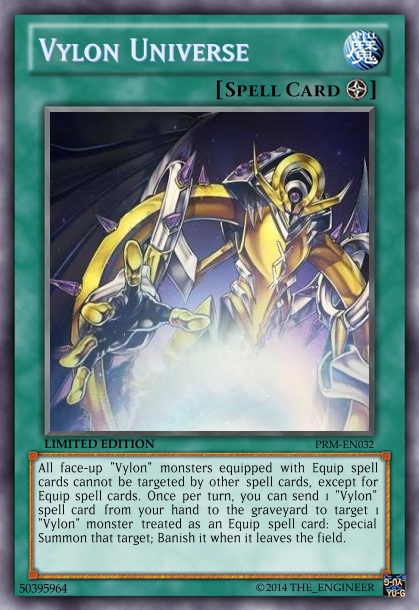 VYLON UNIVERSE
魔
[SPELL CARD ]
LIMITED EDITION PRM-EN032
All face-up "Vylon" monsters equipped with Equip spell
cards cannot be targeted by other spell cards, except for
Equip spell cards. Once per turn, you can send 1 "Vylon"
spell card from your hand to the graveyard to target 1
"Vylon" monster treated as an Equip spell card: Special
Summon that target; Banish it when it leaves the field.
50395964 ©2014 THE_ENGINEER